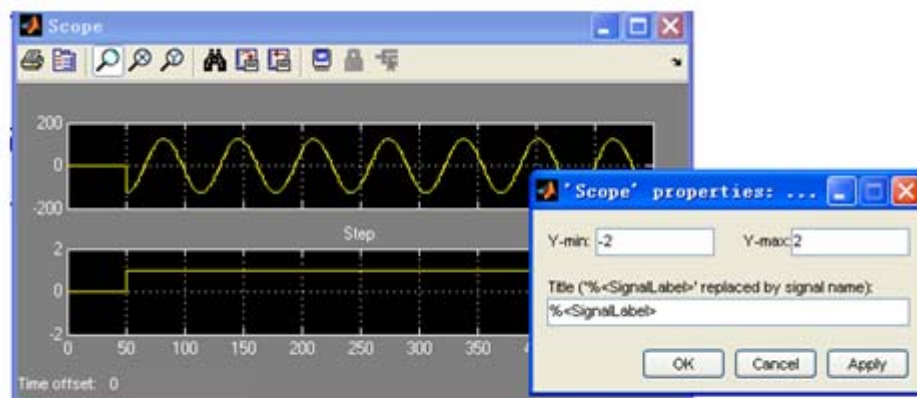 Scope
200
0
-200
Step
2
0
-2
0 50 100 150 200 250 300 350
Time offset: 0
'Scope' properties: ...
Y-min: -2 Y-max: 2
Title ('%<SignalLabel>' replaced by signal name):
%<SignalLabel>
OK Cancel Apply